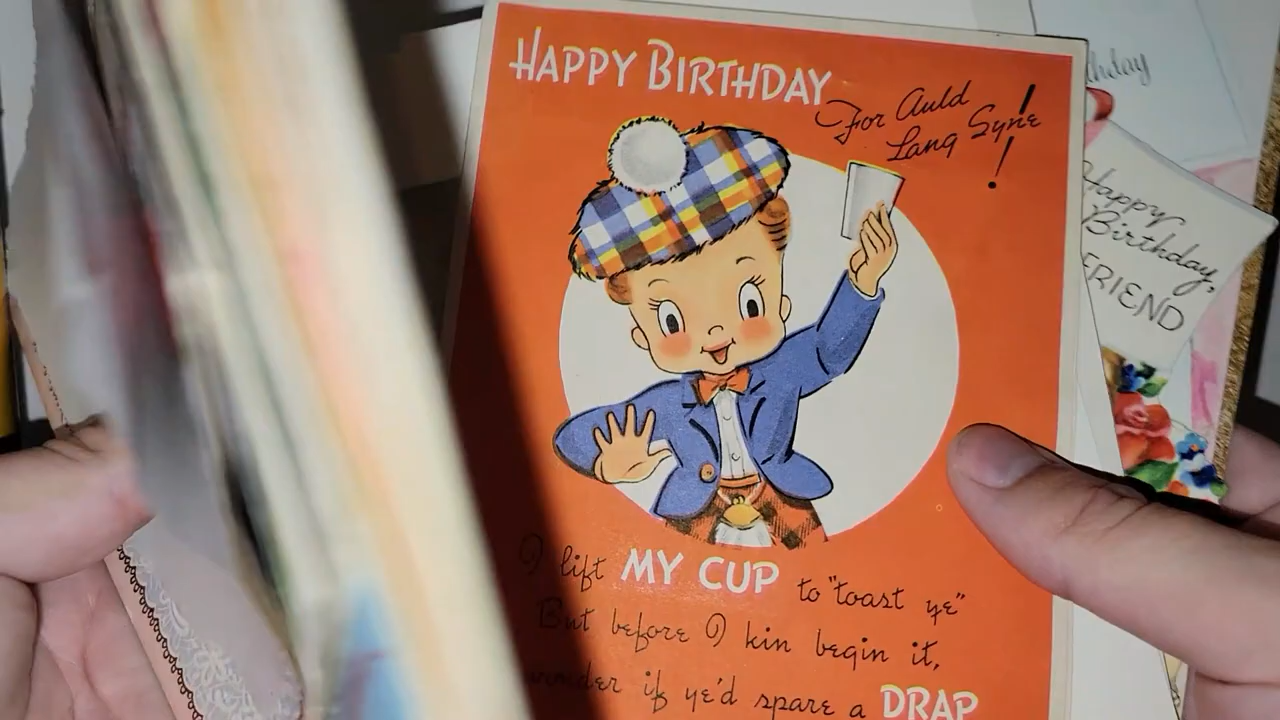 HAPPY BIRTHDAY
For Auld
Lang Syne!
!
I lift MY CUP to "toast ye"
But before I kin begin it,
wonder if ye'd spare a DRAP
thday
Happy
Birthday,
FRIEND